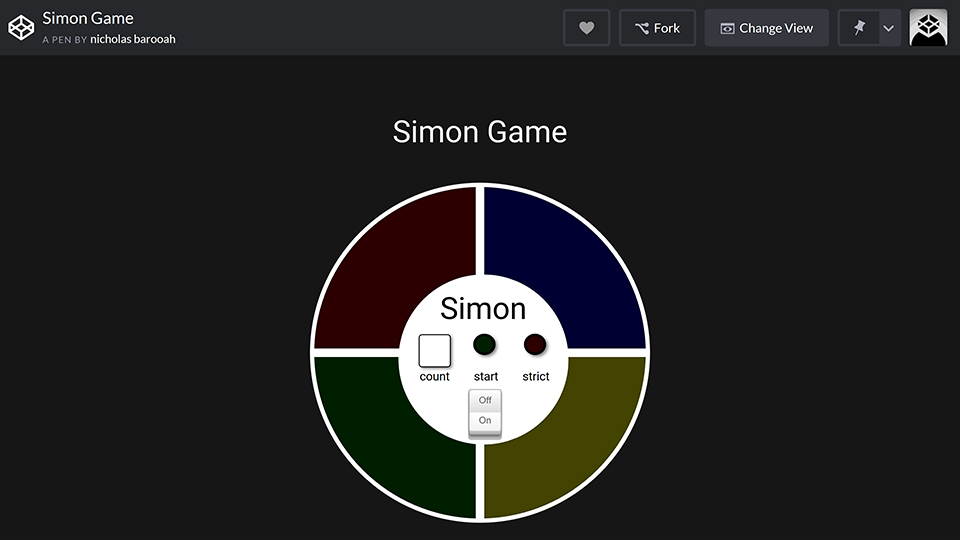 Simon Game
A PEN BY nicholas barooah
Fork
Change View
Simon Game
Simon
count start strict
Off
On